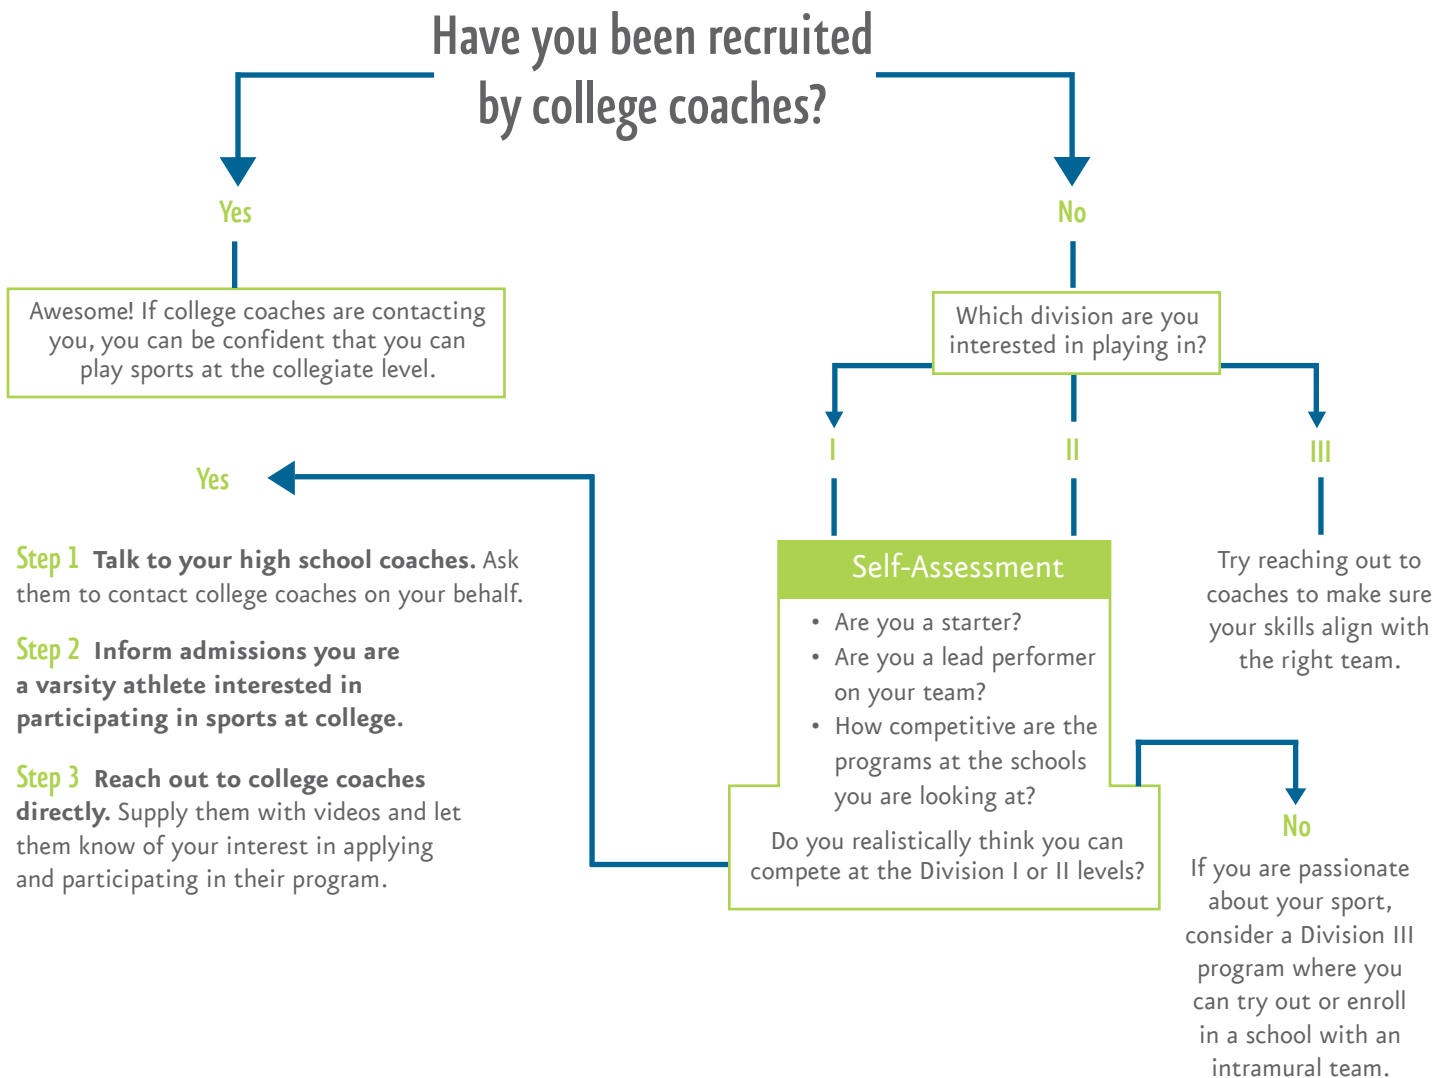 Have you been recruited
by college coaches?
Yes
Awesome! If college coaches are contacting
you, you can be confident that you can
play sports at the collegiate level.
No
Which division are you
interested in playing in?
I
II
III
Try reaching out to
coaches to make sure
your skills align with
the right team.
Self-Assessment
• Are you a starter?
• Are you a lead performer
on your team?
• How competitive are the
programs at the schools
you are looking at?
Do you realistically think you can
compete at the Division I or II levels?
Yes
Step 1 Talk to your high school coaches. Ask
them to contact college coaches on your behalf.
Step 2 Inform admissions you are
a varsity athlete interested in
participating in sports at college.
Step 3 Reach out to college coaches
directly. Supply them with videos and let
them know of your interest in applying
and participating in their program.
No
If you are passionate
about your sport,
consider a Division III
program where you
can try out or enroll
in a school with an
intramural team.